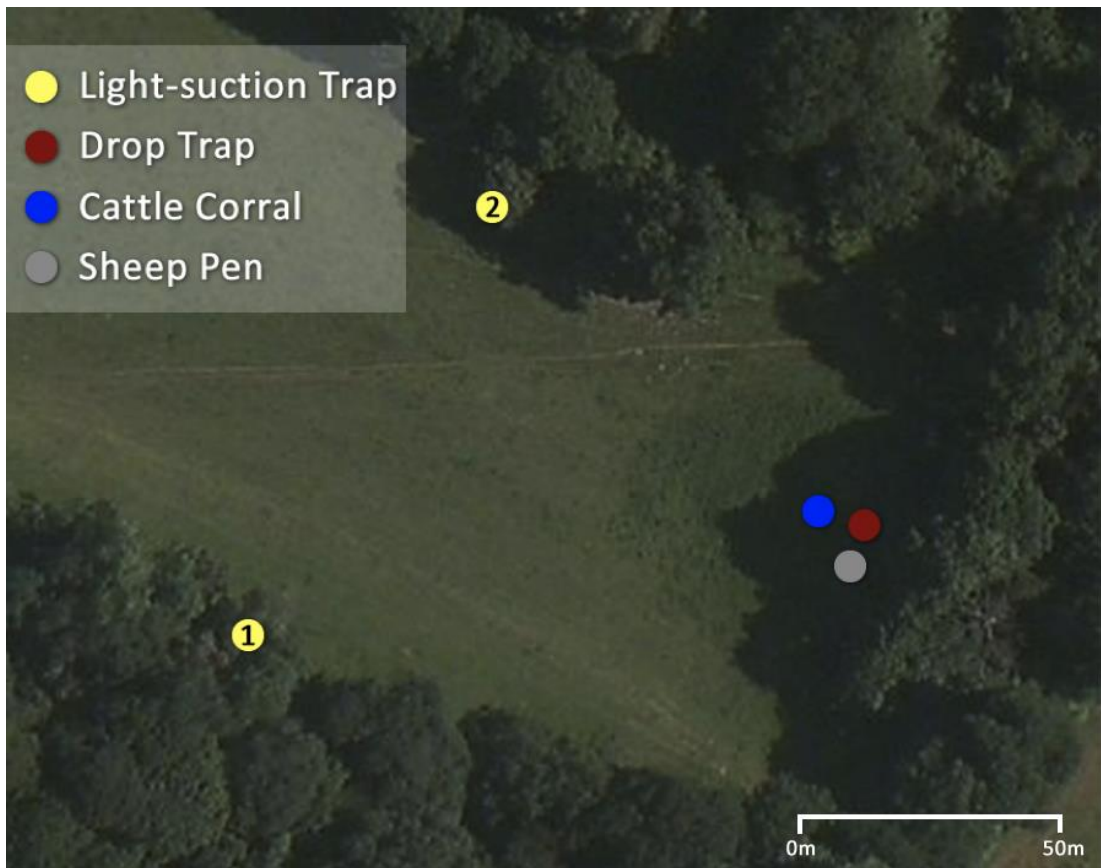 Light-suction Trap
Drop Trap
Cattle Corral
Sheep Pen
2
1
0m 50m